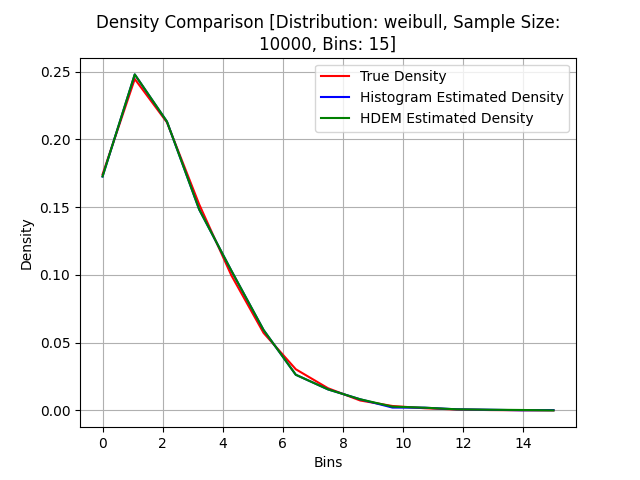 Density Comparison [Distribution: weibull, Sample Size:
10000, Bins: 15]
True Density
Histogram Estimated Density
HDEM Estimated Density
Density
0.25
0.20
0.15
0.10
0.05
0.00
0 2 4 6 8 10 12 14
Bins